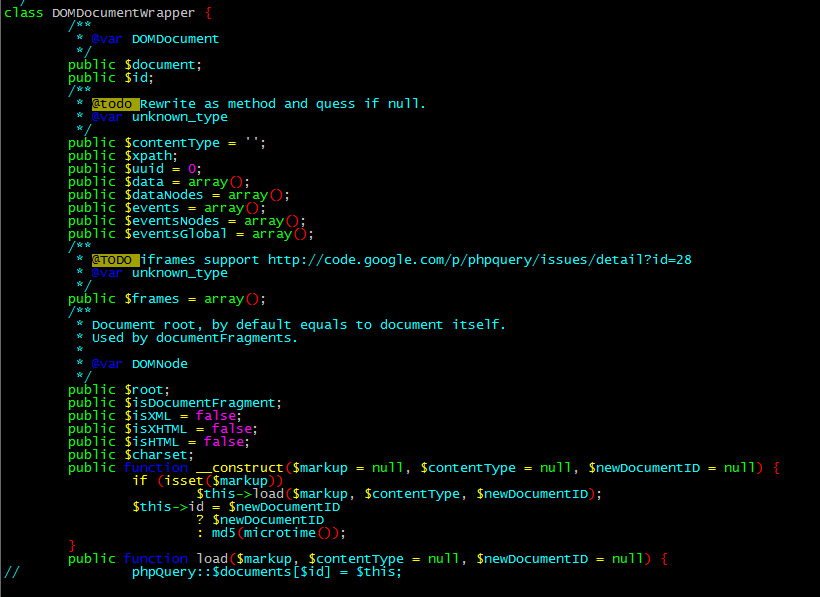 */
class DOMDocumentWrapper {
        /**
         * @var DOMDocument
         */
        public $document;
        public $id;
        /**
         * @todo Rewrite as method and quess if null.
         * @var unknown_type
         */
        public $contentType = '';
        public $xpath;
        public $uuid = 0;
        public $data = array();
        public $dataNodes = array();
        public $events = array();
        public $eventsNodes = array();
        public $eventsGlobal = array();
        /**
         * @TODO iframes support http://code.google.com/p/phpquery/issues/detail?id=28
         * @var unknown_type
         */
        public $frames = array();
        /**
         * Document root, by default equals to document itself.
         * Used by documentFragments.
         *
         * @var DOMNode
         */
        public $root;
        public $isDocumentFragment;
        public $isXML = false;
        public $isXHTML = false;
        public $isHTML = false;
        public $charset;
        public function __construct($markup = null, $contentType = null, $newDocumentID = null) {
                if (isset($markup))
                        $this->load($markup, $contentType, $newDocumentID);
                $this->id = $newDocumentID
                        ? $newDocumentID
                        : md5(microtime());
        }
        public function load($markup, $contentType = null, $newDocumentID = null) {
//              phpQuery::$documents[$id] = $this;